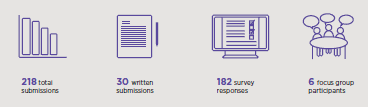 218 total
submissions
30 written
submissions
182 survey
responses
6 focus group
participants